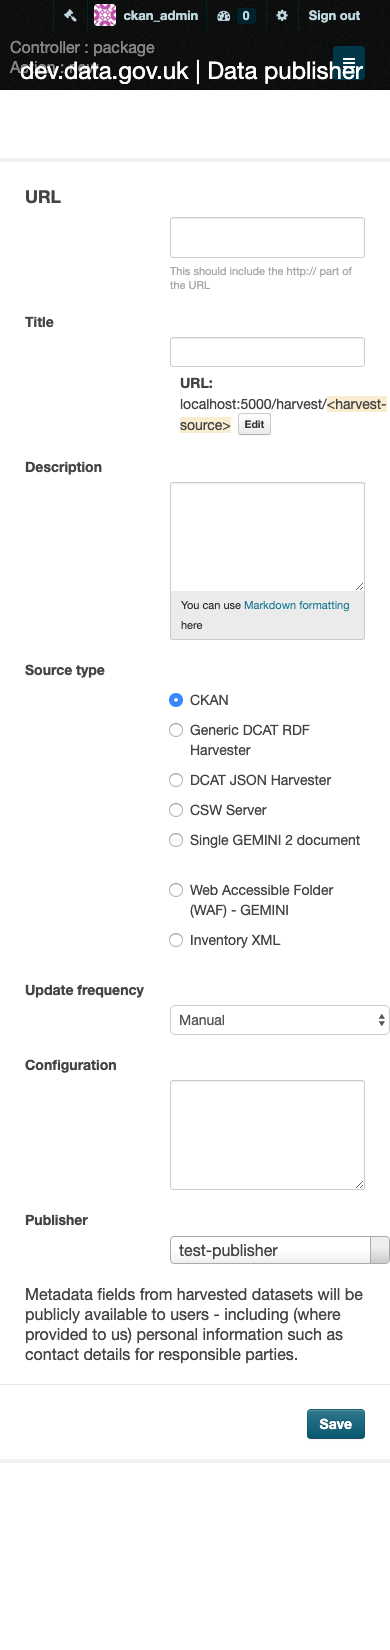 ckan_admin 0 Sign out
Controller : package
Action : new
dev.data.gov.uk | Data publisher
URL
This should include the http:// part of
the URL
Title
URL:
localhost:5000/harvest/<harvest-
source> Edit
Description
You can use Markdown formatting
here
Source type
CKAN
Generic DCAT RDF
Harvester
DCAT JSON Harvester
CSW Server
Single GEMINI 2 document
Web Accessible Folder
(WAF) - GEMINI
Inventory XML
Update frequency
Manual
Configuration
Publisher
test-publisher
Metadata fields from harvested datasets will be
publicly available to users - including (where
provided to us) personal information such as
contact details for responsible parties.
Save